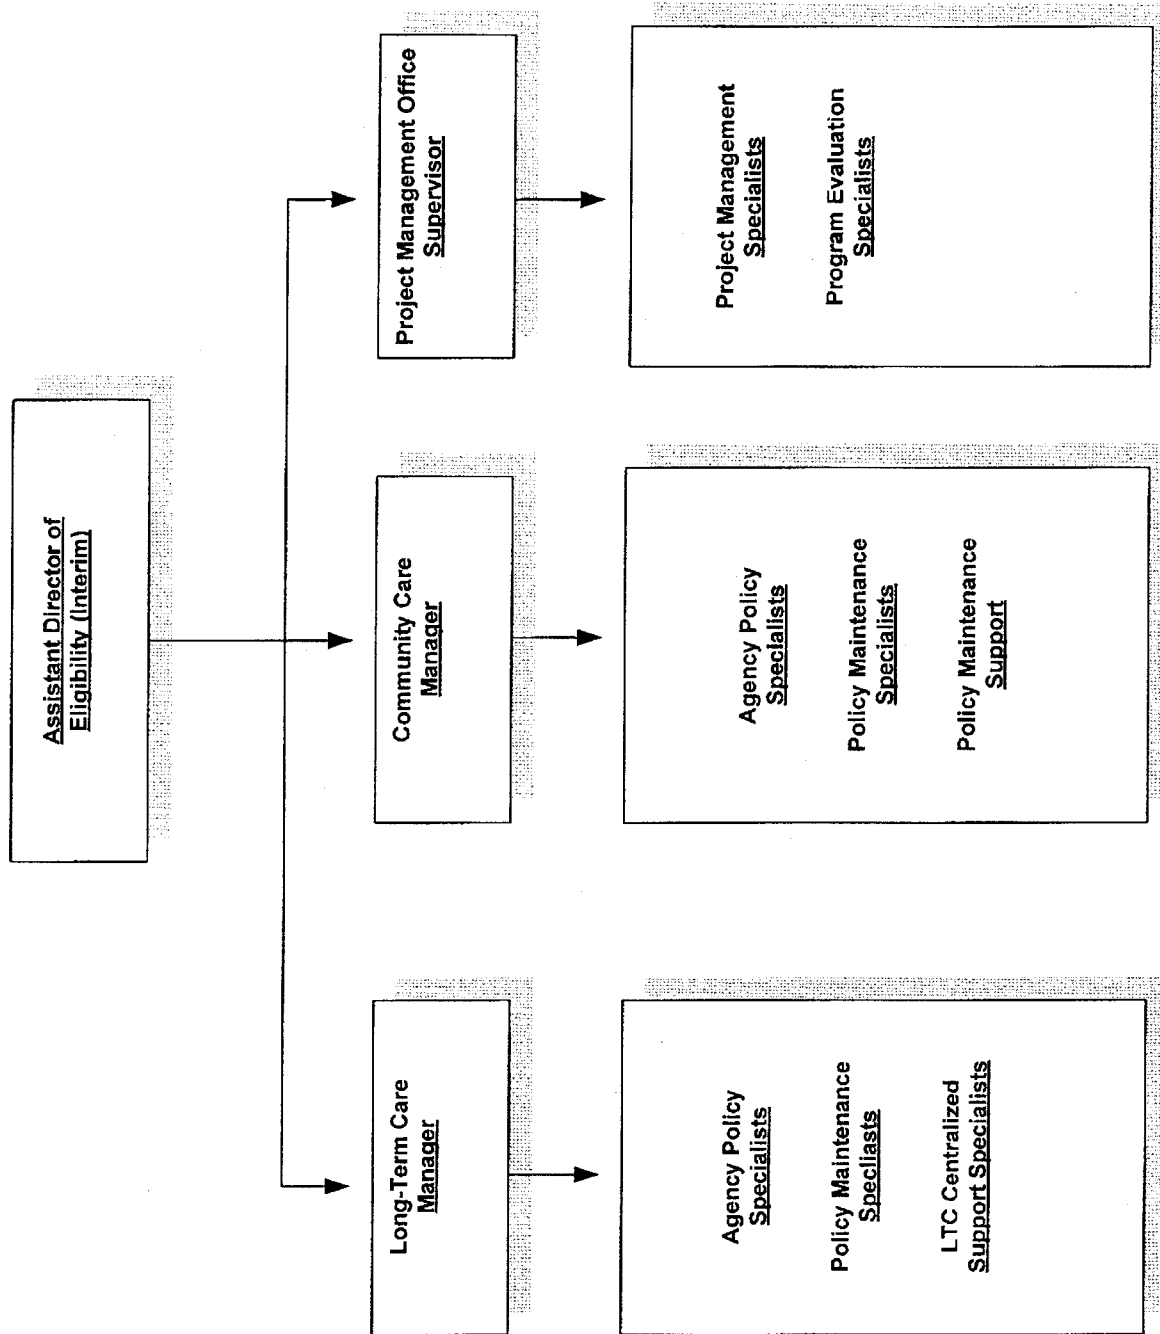 Assistant Director of
Eligibility (Interim)
Long-Term Care
Manager
Community Care
Manager
Project Management Office
Supervisor
Agency Policy
Specialists
Policy Maintenance
Specliasts
LTC Centralized
Support Specialists
Agency Policy
Specialists
Policy Maintenance
Specialists
Policy Maintenance
Support
Project Management
Specialists
Program Evaluation
Specialists